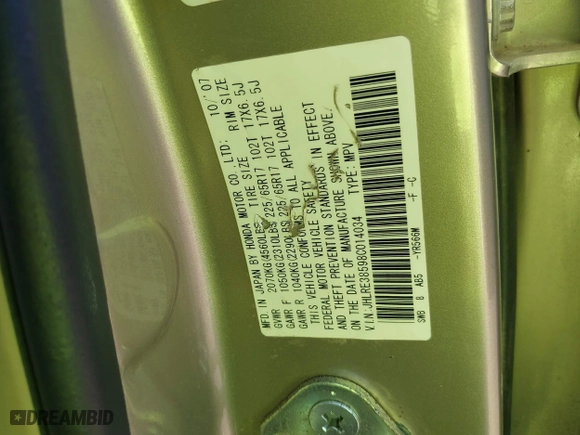 MFD. IN JAPAN BY HONDA MOTOR CO.,LTD: 10/'07
TIRE SIZE RIM SIZE
GVWR 2070KG(4560LBS)
GAWR F 1050KG(2310LBS) 225/65R17 102T 17X6.5J
GAWR R 1040KG(2290LBS) 225/65R17 102T 17X6.5J
THIS VEHICLE CONFORMS TO ALL APPLICABLE
FEDERAL MOTOR VEHICLE SAFETY STANDARDS IN EFFECT
AND THEFT PREVENTION STANDARDS
ON THE DATE OF MANUFACTURE SHOWN ABOVE.
V.I.N:JHLRE38598C014034 TYPE: MPV
SWB 8 AB5 -YR566M -F -C
DREAMBID